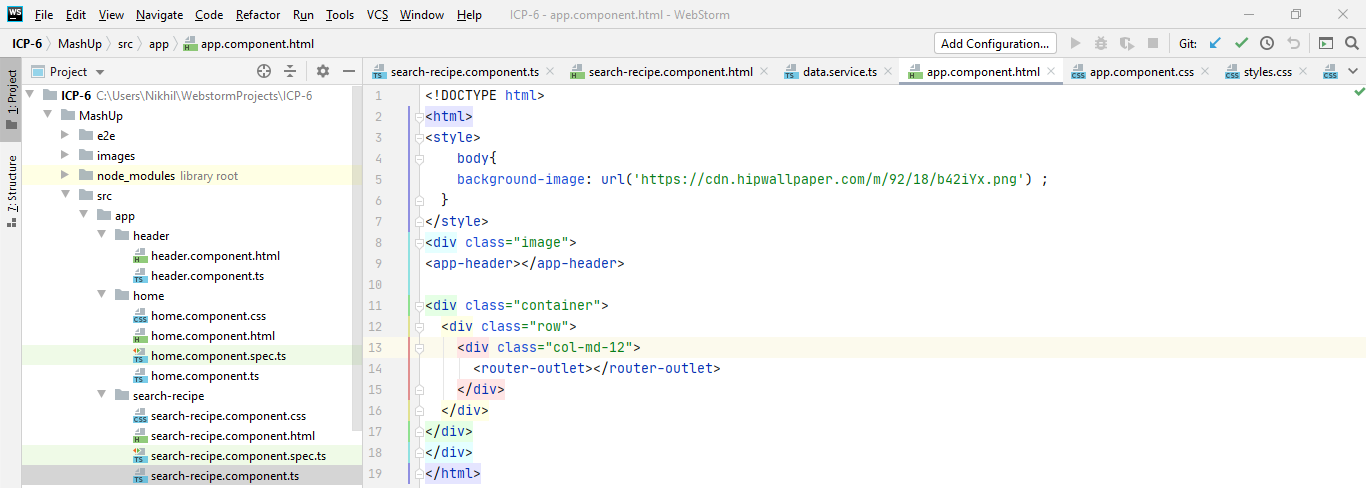 WS File Edit View Navigate Code Refactor Run Tools VCS Window Help ICP-6 - app.component.html - WebStorm
ICP-6 MashUp src app app.component.html Add Configuration... Git:
1: Project
7: Structure
Project
ICP-6 C:\Users\Nikhil\WebstormProjects\ICP-6
MashUp
e2e
images
node_modules library root
src
app
header
header.component.html
header.component.ts
home
home.component.css
home.component.html
home.component.spec.ts
home.component.ts
search-recipe
search-recipe.component.css
search-recipe.component.html
search-recipe.component.spec.ts
search-recipe.component.ts
search-recipe.component.ts search-recipe.component.html data.service.ts app.component.html app.component.css styles.css
1 <!DOCTYPE html>
2 <html>
3 <style>
4 body{
5 background-image: url('https://cdn.hipwallpaper.com/m/92/18/b42iYx.png') ;
6 }
7 </style>
8 <div class="image">
9 <app-header></app-header>
10
11 <div class="container">
12 <div class="row">
13 <div class="col-md-12">
14 <router-outlet></router-outlet>
15 </div>
16 </div>
17 </div>
18 </div>
19 </html>